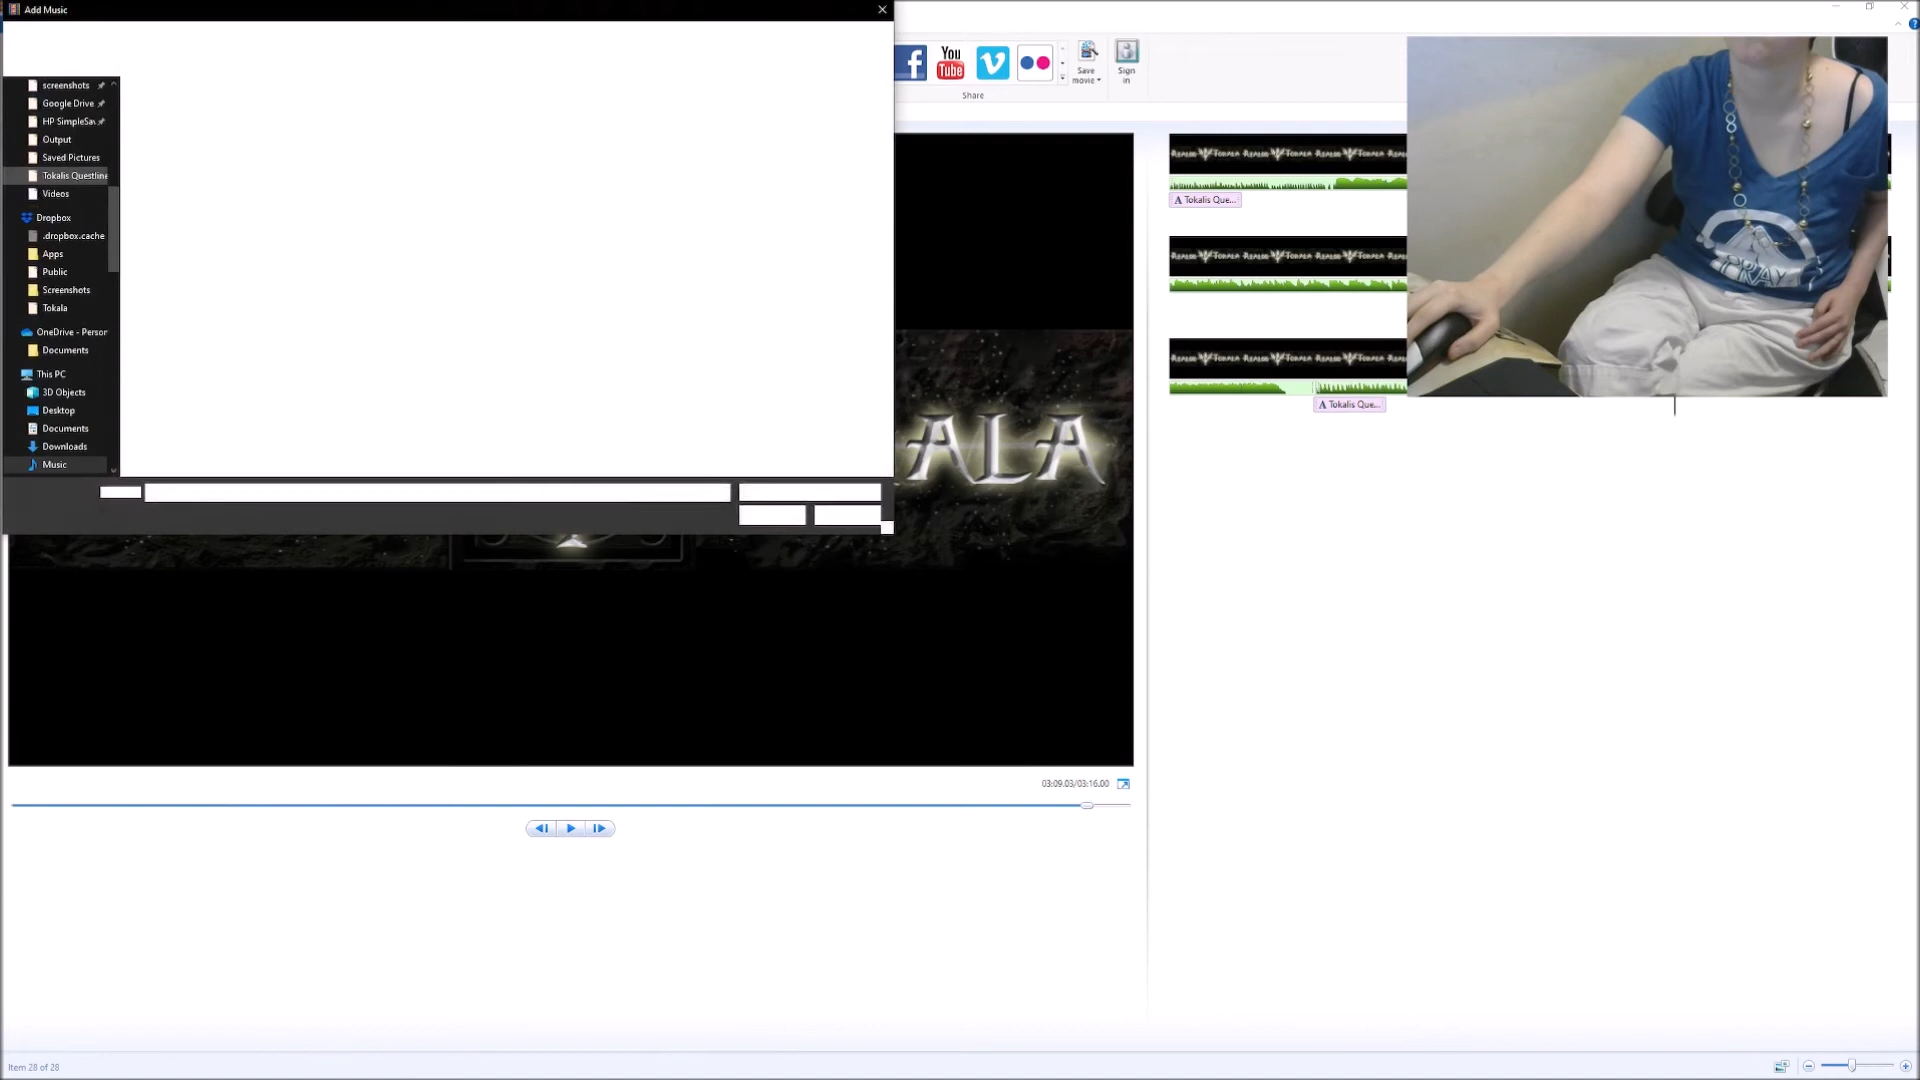 Add Music
screenshots
Google Drive
HP SimpleSav
Output
Saved Pictures
Tokalis Questline
Videos
Dropbox
.dropbox.cache
Apps
Public
Screenshots
Tokala
OneDrive - Person
Documents
This PC
3D Objects
Desktop
Documents
Downloads
Music
You
Tube
Save
movie
Sign
in
Share
A Tokalis Que...
A Tokalis Que...
PRAY
ALA
03:09.03/03:16.00
Item 28 of 28